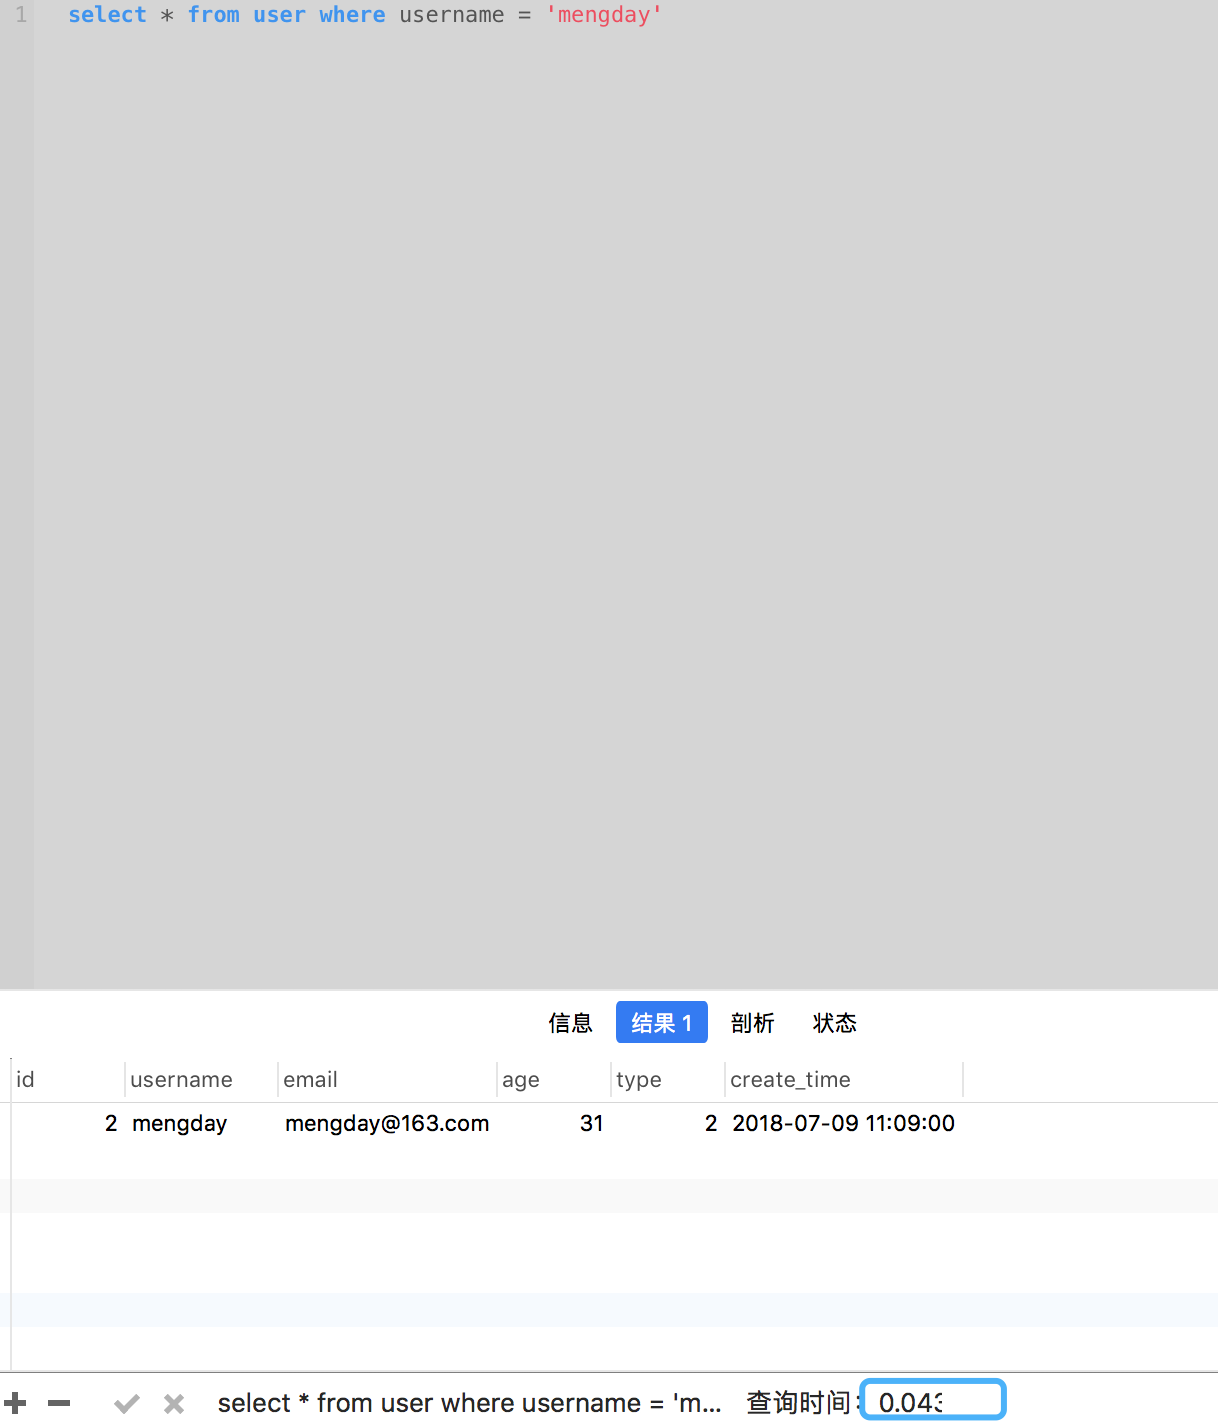 1 select * from user where username = 'mengday'
信息 结果 1 剖析 状态
id username email age type create_time
2 mengday mengday@163.com 31 2 2018-07-09 11:09:00
select * from user where username = 'm... 查询时间: 0.043